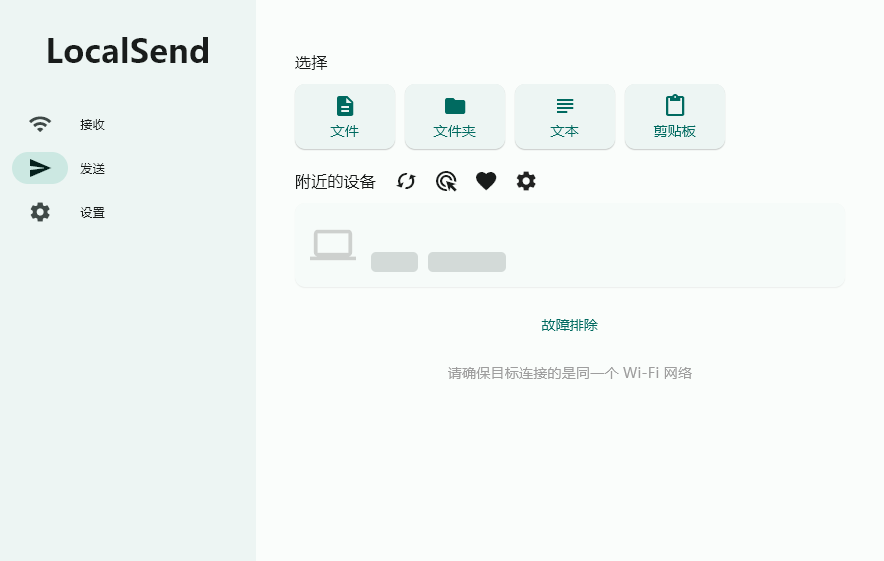 LocalSend
接收
发送
设置
选择
文件
文件夹
文本
剪贴板
附近的设备
故障排除
请确保目标连接的是同一个 Wi-Fi 网络